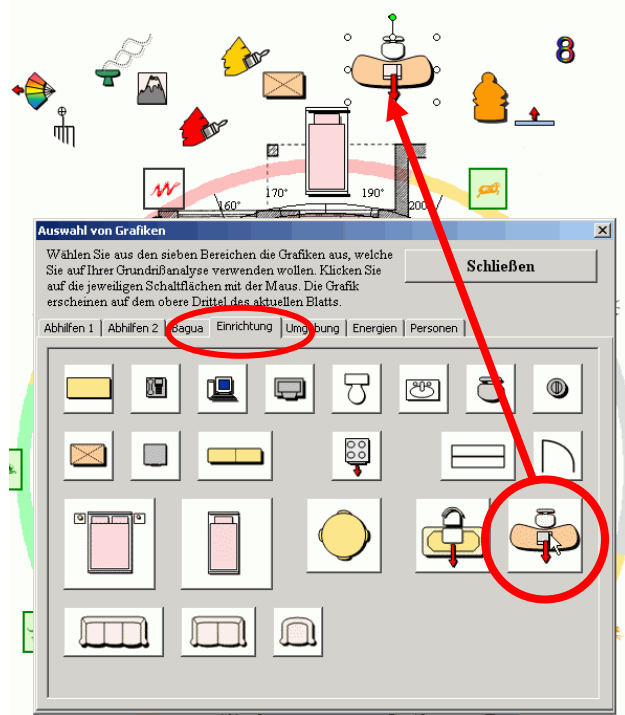 8
170°
190°
160°
200
Auswahl von Grafiken
Wählen Sie aus den sieben Bereichen die Grafiken aus, welche
Sie auf Ihrer Grundrißanalyse verwenden wollen. Klicken Sie
auf die jeweiligen Schaltflächen mit der Maus. Die Grafik
erscheinen auf dem obere Drittel des aktuellen Blatts.
Schließen
Abhilfen 1 Abhilfen 2 Bagua Einrichtung Umgebung Energien Personen